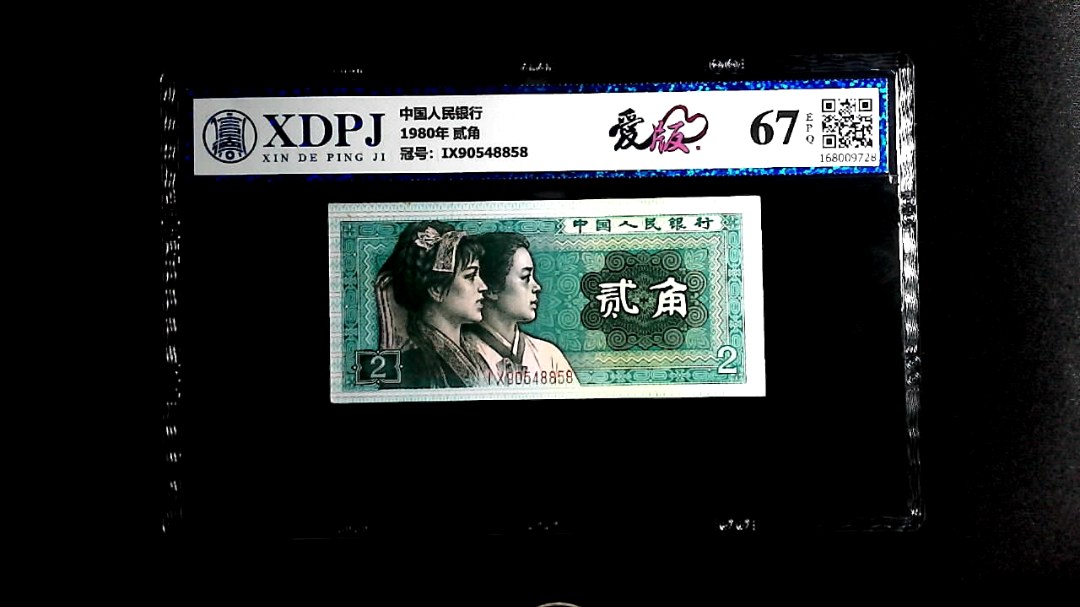 XDPJ
XIN DE PING JI
中国人民银行
1980年 贰角
冠号：IX90548858
爱版
67
EPQ
168009728
中国人民银行
贰角
2
2
IX90548858